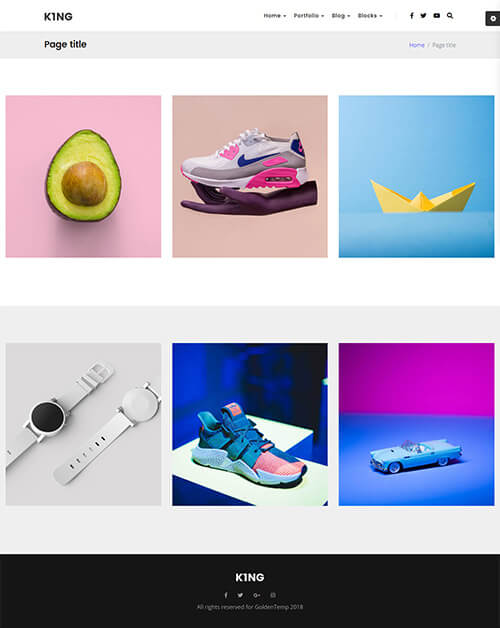 K1NG
Home Portfolio Blog Blocks
Page title
Home / Page title
K1NG
All rights reserved for GoldenTemp 2018